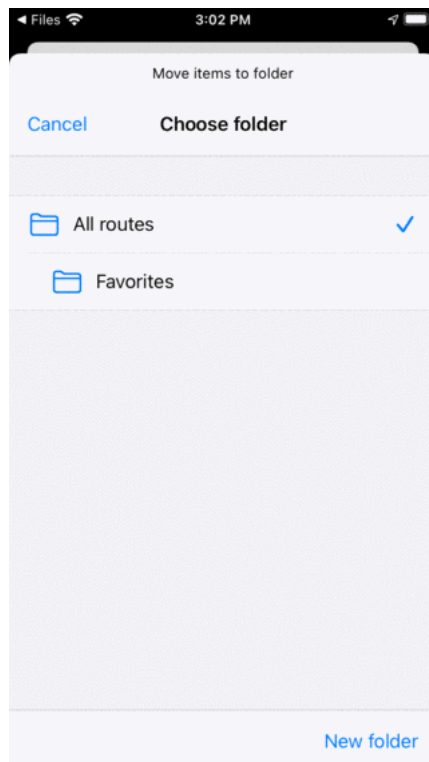 Files 3:02 PM
Move items to folder
Cancel Choose folder
All routes
Favorites
New folder